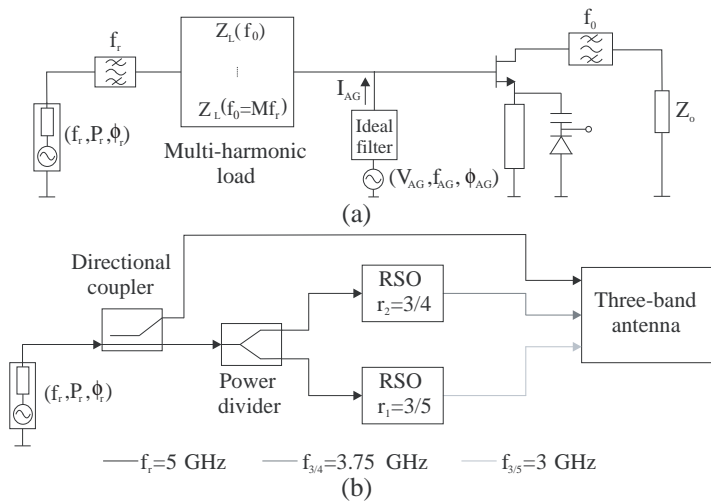 f_r
Z_L(f_0)
Z_L(f_0=Mf_r)
Multi-harmonic
load
(f_r,P_r,ϕ_r)
I_AG
Ideal
filter
(V_AG,f_AG,ϕ_AG)
f_0
Z_o
(a)
Directional
coupler
(f_r,P_r,ϕ_r)
Power
divider
RSO
r_2=3/4
RSO
r_1=3/5
Three-band
antenna
f_r=5 GHz
f_3/4=3.75 GHz
f_3/5=3 GHz
(b)